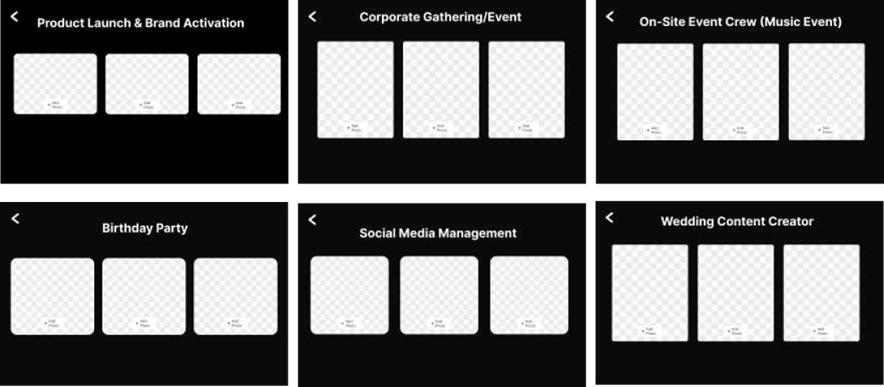 Product Launch & Brand Activation
Add
Photo
Add
Photo
Add
Photo
Corporate Gathering/Event
Add
Photo
Add
Photo
Add
Photo
On-Site Event Crew (Music Event)
Add
Photo
Add
Photo
Add
Photo
Birthday Party
Add
Photo
Add
Photo
Add
Photo
Social Media Management
Add
Photo
Add
Photo
Add
Photo
Wedding Content Creator
Add
Photo
Add
Photo
Add
Photo